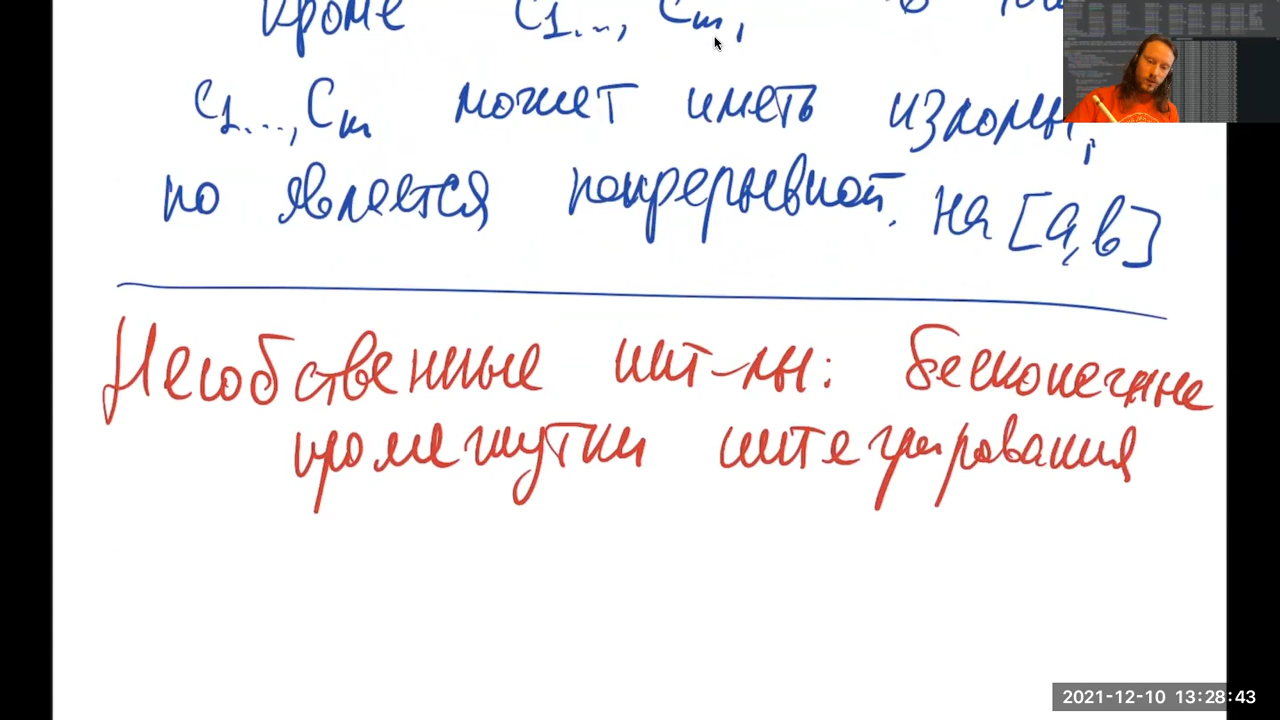 кроме C1..., Cm,
C1..., Cm может иметь изломы,
но является непрерывной. на [a,b]
Несобственные инт-лы: бесконечные
промежутки интегрирования
2021-12-10 13:28:43